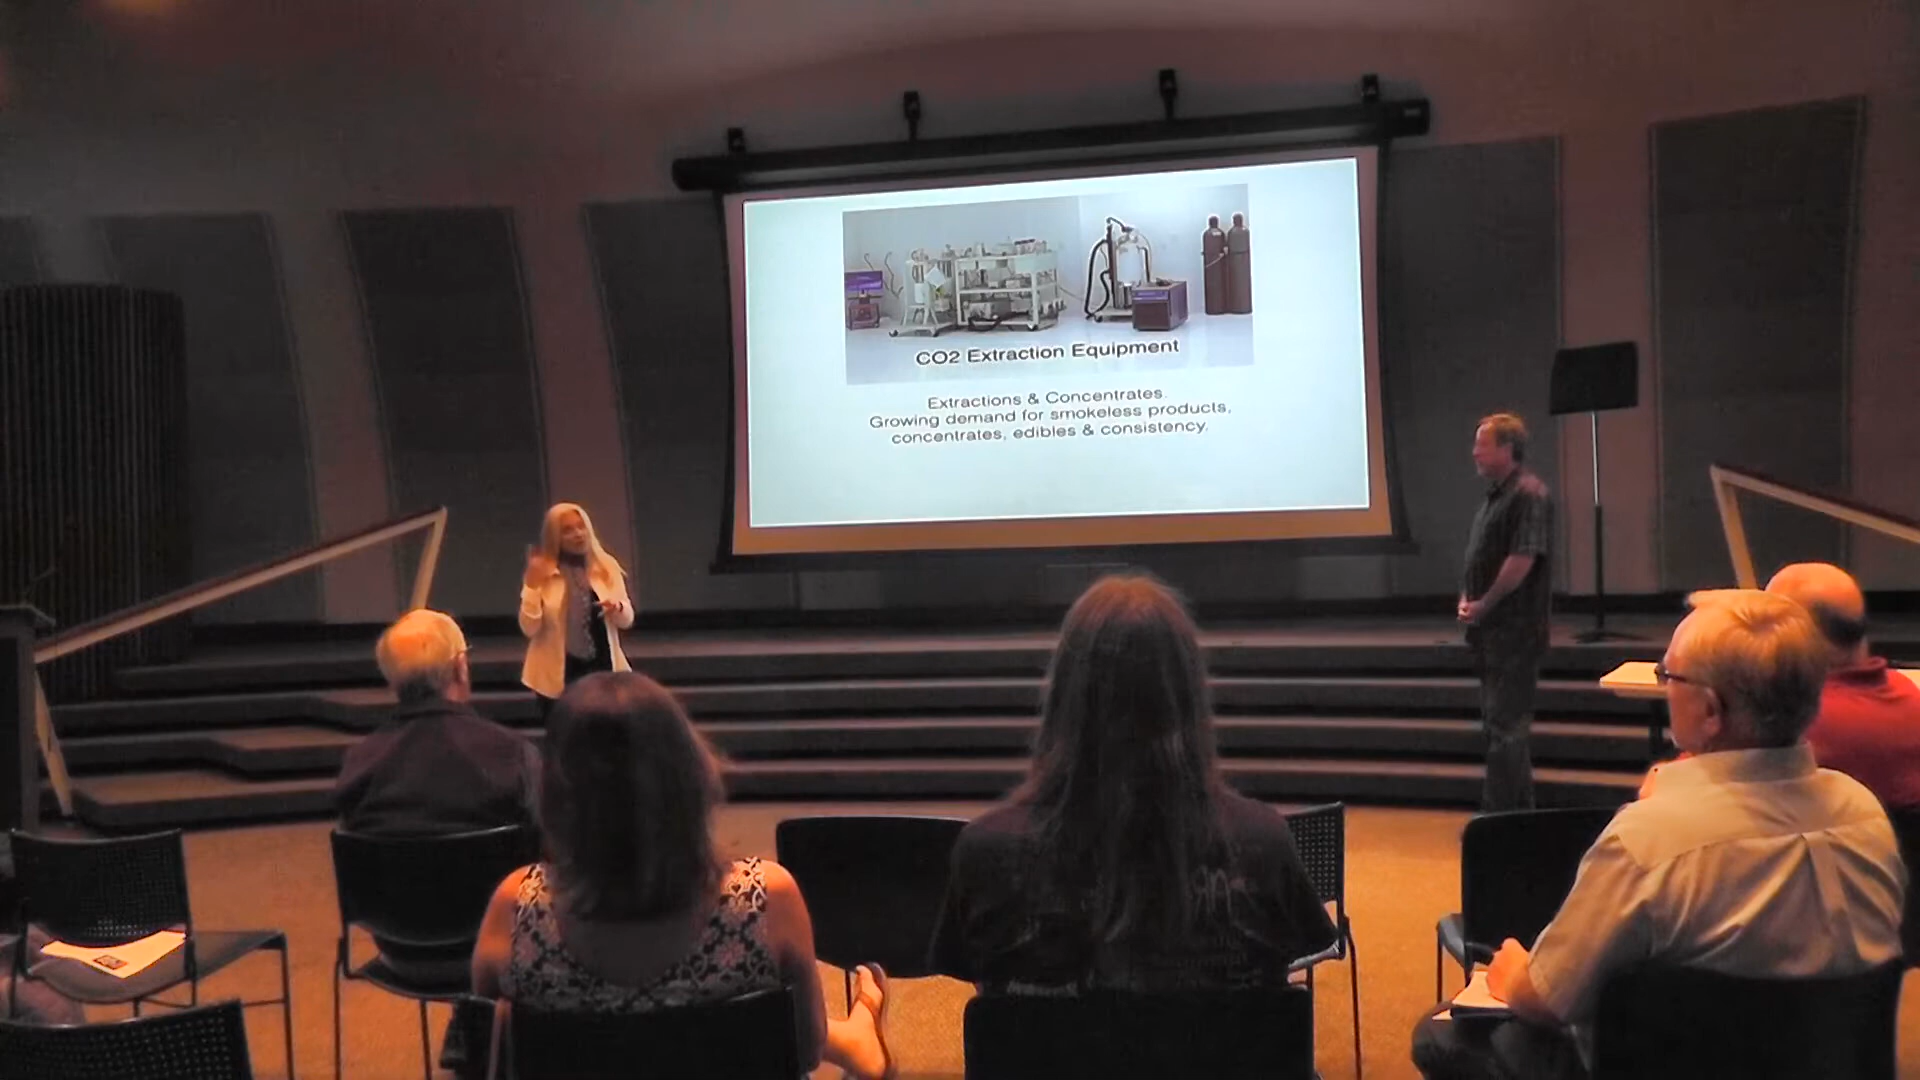 CO2 Extraction Equipment
Extractions & Concentrates.
Growing demand for smokeless products,
concentrates, edibles & consistency.